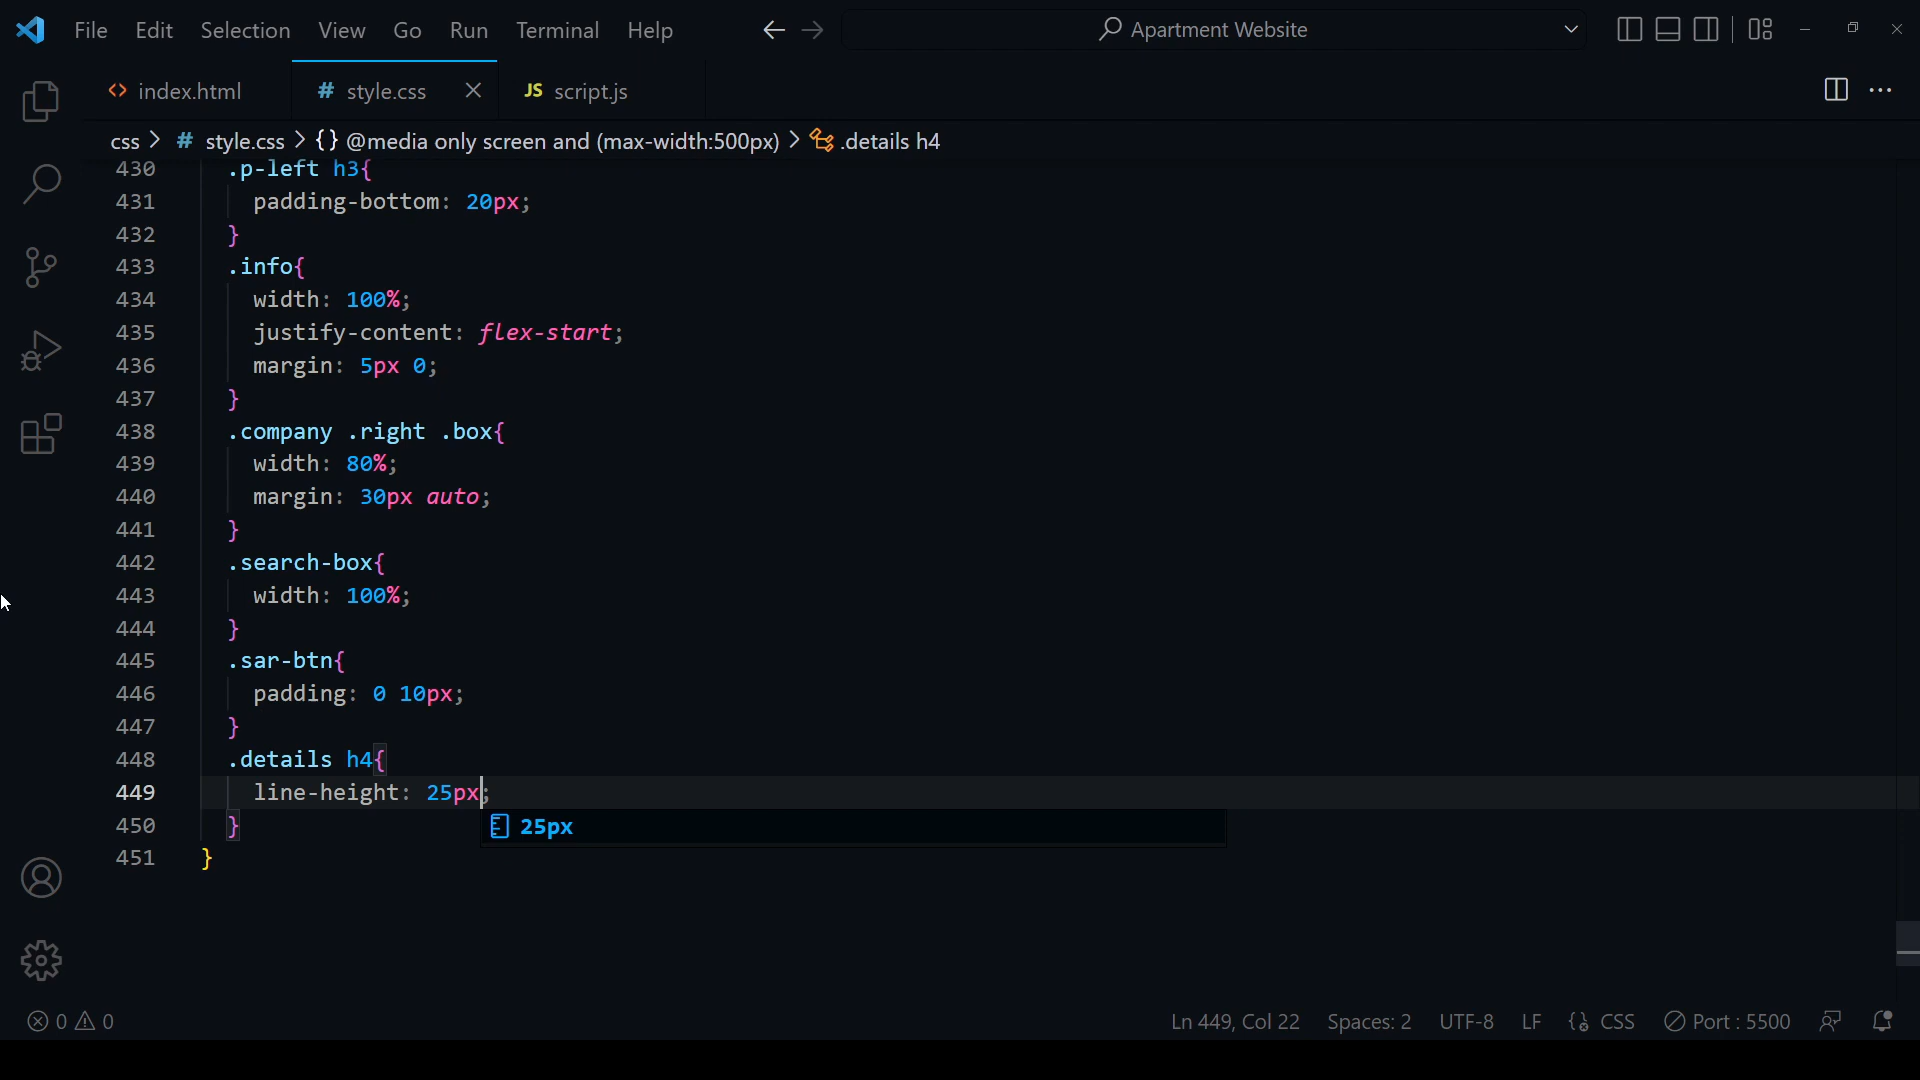 File Edit Selection View Go Run Terminal Help Apartment Website
index.html # style.css JS script.js
css > # style.css > {} @media only screen and (max-width:500px) > .details h4
430 .p-left h3{
431 padding-bottom: 20px;
432 }
433 .info{
434 width: 100%;
435 justify-content: flex-start;
436 margin: 5px 0;
437 }
438 .company .right .box{
439 width: 80%;
440 margin: 30px auto;
441 }
442 .search-box{
443 width: 100%;
444 }
445 .sar-btn{
446 padding: 0 10px;
447 }
448 .details h4{
449 line-height: 25px;
450 }
25px
451 }
0 0 Ln 449, Col 22 Spaces: 2 UTF-8 LF CSS Port : 5500